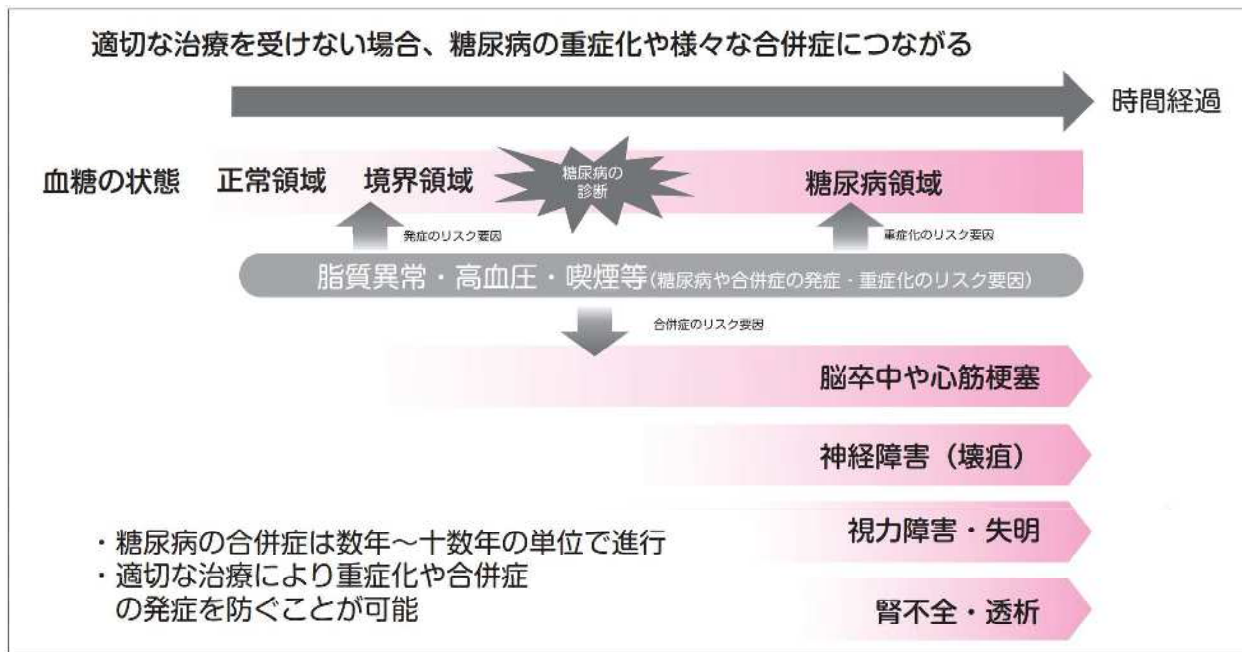 適切な治療を受けない場合、糖尿病の重症化や様々な合併症につながる
時間経過
血糖の状態
正常領域
境界領域
糖尿病の
診断
糖尿病領域
発症のリスク要因
重症化のリスク要因
脂質異常・高血圧・喫煙等(糖尿病や合併症の発症・重症化のリスク要因)
合併症のリスク要因
脳卒中や心筋梗塞
神経障害（壊疽）
視力障害・失明
腎不全・透析
・糖尿病の合併症は数年～十数年の単位で進行
・適切な治療により重症化や合併症
の発症を防ぐことが可能